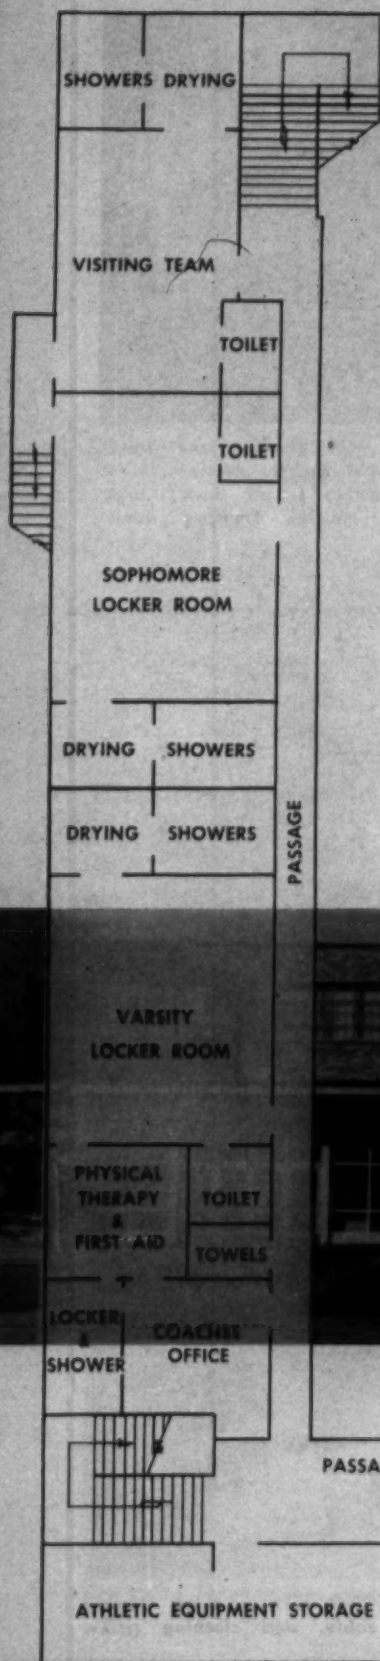 SHOWERS DRYING
VISITING TEAM
TOILET
TOILET
SOPHOMORE
LOCKER ROOM
DRYING SHOWERS
DRYING SHOWERS
PASSAGE
VARSITY
LOCKER ROOM
PHYSICAL
THERAPY
&
FIRST AID
TOILET
TOWELS
LOCKER
&
SHOWER
COACHES
OFFICE
PASSA
ATHLETIC EQUIPMENT STORAGE